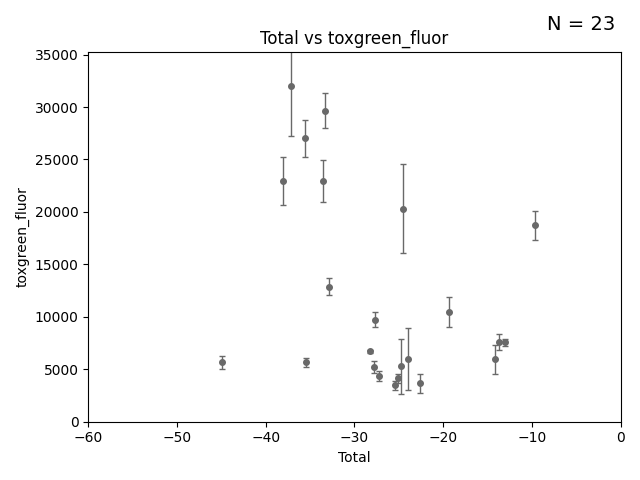 N = 23
Total vs toxgreen_fluor
35000
30000
25000
20000
15000
10000
5000
0
toxgreen_fluor
−60 −50 −40 −30 −20 −10 0
Total